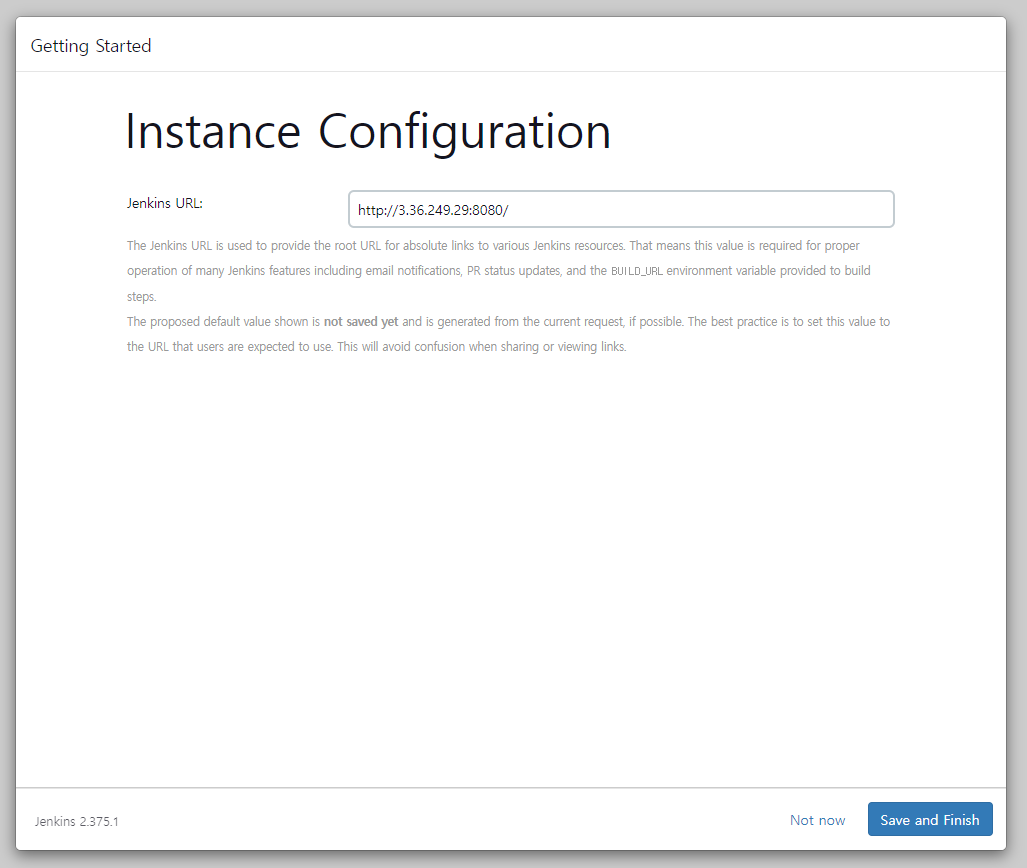 Getting Started
Instance Configuration
Jenkins URL:
http://3.36.249.29:8080/
The Jenkins URL is used to provide the root URL for absolute links to various Jenkins resources. That means this value is required for proper
operation of many Jenkins features including email notifications, PR status updates, and the BUILD_URL environment variable provided to build
steps.
The proposed default value shown is not saved yet and is generated from the current request, if possible. The best practice is to set this value to
the URL that users are expected to use. This will avoid confusion when sharing or viewing links.
Jenkins 2.375.1
Not now
Save and Finish